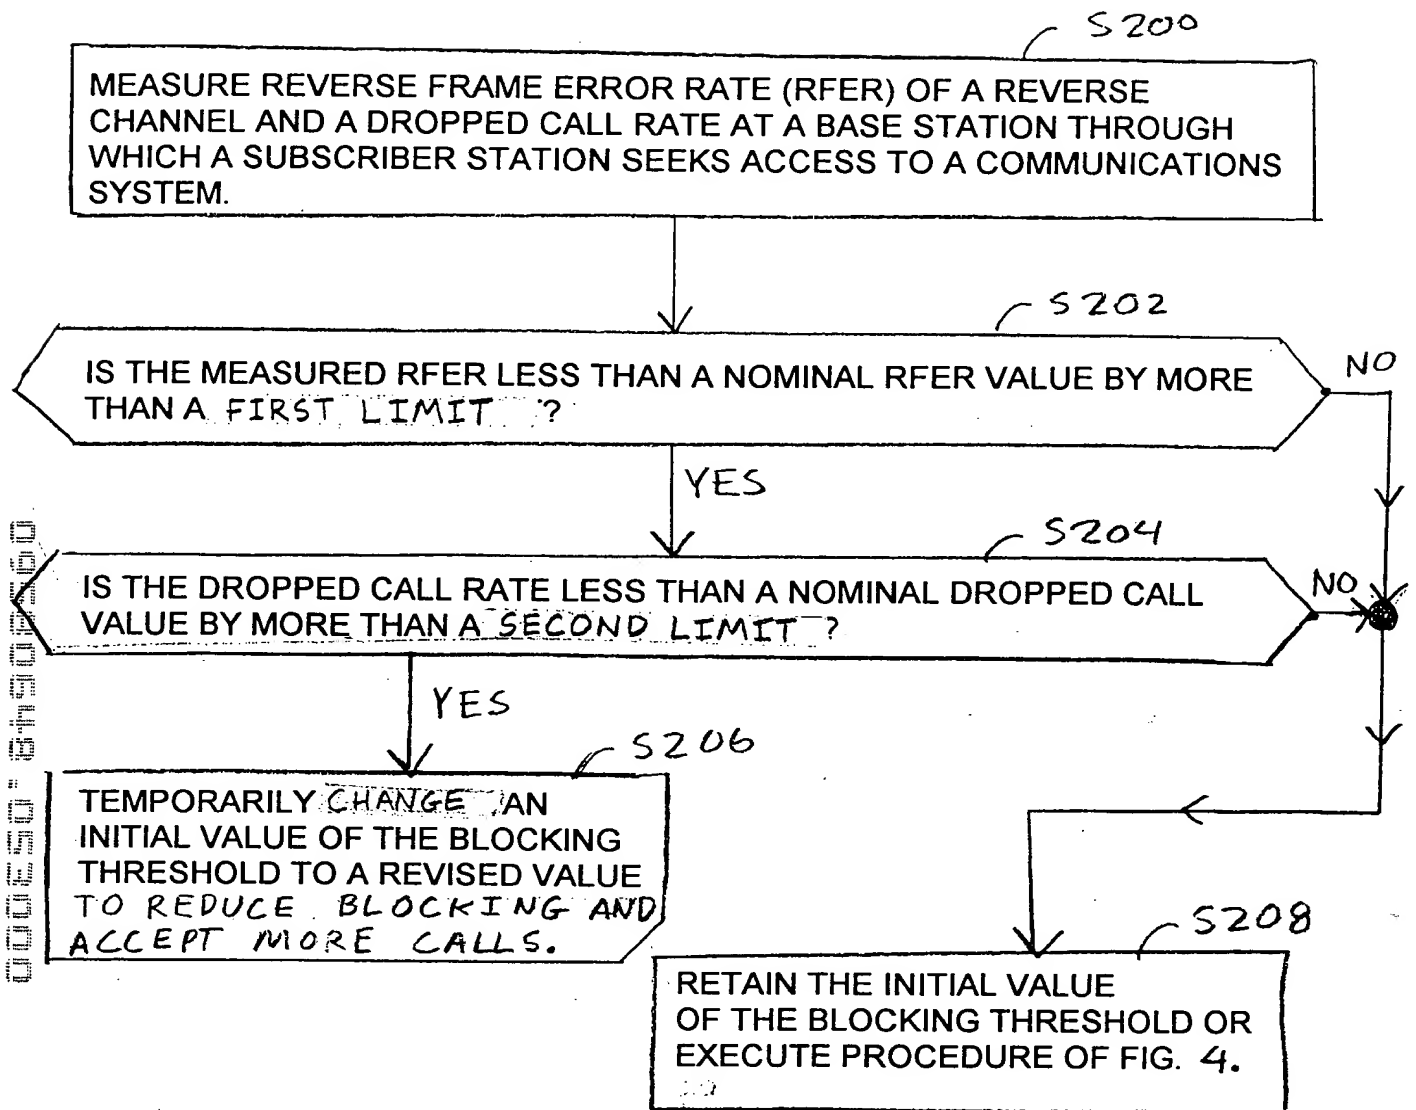 S200
MEASURE REVERSE FRAME ERROR RATE (RFER) OF A REVERSE
CHANNEL AND A DROPPED CALL RATE AT A BASE STATION THROUGH
WHICH A SUBSCRIBER STATION SEEKS ACCESS TO A COMMUNICATIONS
SYSTEM.
S202
IS THE MEASURED RFER LESS THAN A NOMINAL RFER VALUE BY MORE
THAN A FIRST LIMIT ?
NO
YES
S204
IS THE DROPPED CALL RATE LESS THAN A NOMINAL DROPPED CALL
VALUE BY MORE THAN A SECOND LIMIT ?
NO
YES
S206
TEMPORARILY CHANGE AN
INITIAL VALUE OF THE BLOCKING
THRESHOLD TO A REVISED VALUE
TO REDUCE BLOCKING AND
ACCEPT MORE CALLS.
S208
RETAIN THE INITIAL VALUE
OF THE BLOCKING THRESHOLD OR
EXECUTE PROCEDURE OF FIG. 4.